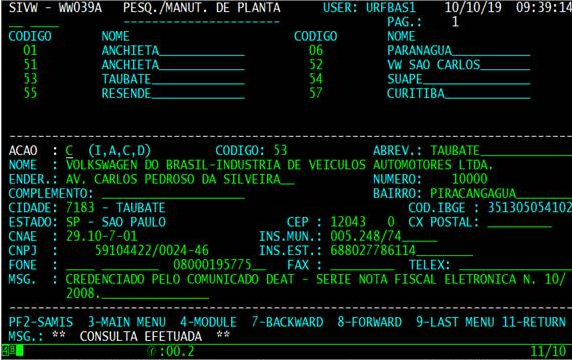 SIVW - WW039A PESQ./MANUT. DE PLANTA USER: URFBAS1 10/10/19 09:39:14
PAG.: 1
CODIGO NOME CODIGO NOME
01 ANCHIETA 06 PARANAGUA
51 ANCHIETA 52 VW SAO CARLOS
53 TAUBATE 54 SUAPE
55 RESENDE 57 CURITIBA
ACAO : C (I,A,C,D) CODIGO: 53 ABREV.: TAUBATE
NOME : VOLKSWAGEN DO BRASIL-INDUSTRIA DE VEICULOS AUTOMOTORES LTDA.
ENDER.: AV. CARLOS PEDROSO DA SILVEIRA NUMERO: 10000
COMPLEMENTO: BAIRRO: PIRACANGAGUA
CIDADE: 7183 - TAUBATE COD.IBGE : 351305054102
ESTADO: SP - SAO PAULO CEP : 12043 0 CX POSTAL:
CNAE : 29.10-7-01 INS.MUN.: 005.248/74
CNPJ : 59104422/0024-46 INS.EST.: 688027786114
FONE : 08000195775 FAX : TELEX:
MSG. : CREDENCIADO PELO COMUNICADO DEAT - SERIE NOTA FISCAL ELETRONICA N. 10/
2008.
PF2-SAMIS 3-MAIN MENU 4-MODULE 7-BACKWARD 8-FORWARD 9-LAST MENU 11-RETURN
MSG.: ** CONSULTA EFETUADA **
:00.2 11/10